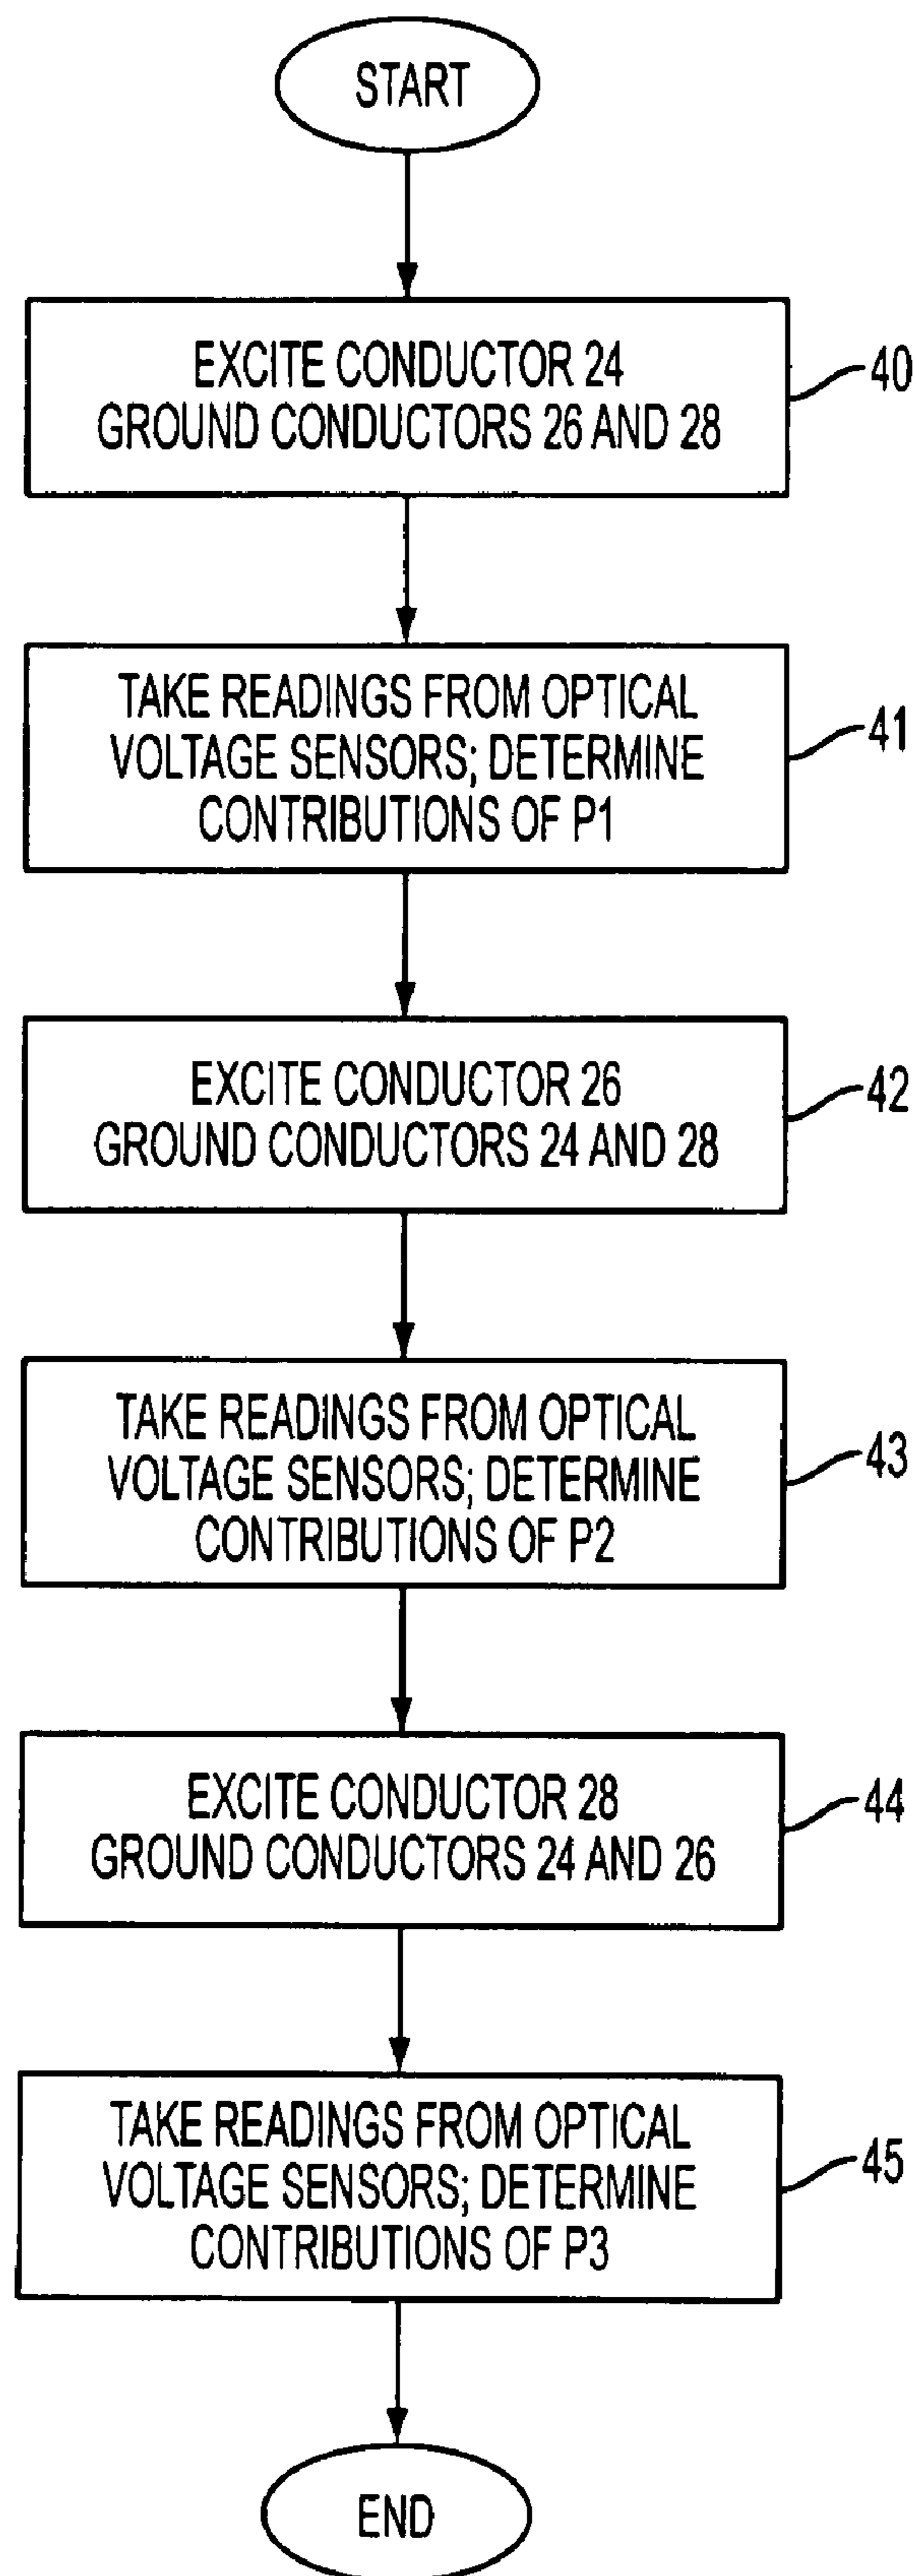 START
EXCITE CONDUCTOR 24
GROUND CONDUCTORS 26 AND 28
40
TAKE READINGS FROM OPTICAL
VOLTAGE SENSORS; DETERMINE
CONTRIBUTIONS OF P1
41
EXCITE CONDUCTOR 26
GROUND CONDUCTORS 24 AND 28
42
TAKE READINGS FROM OPTICAL
VOLTAGE SENSORS; DETERMINE
CONTRIBUTIONS OF P2
43
EXCITE CONDUCTOR 28
GROUND CONDUCTORS 24 AND 26
44
TAKE READINGS FROM OPTICAL
VOLTAGE SENSORS; DETERMINE
CONTRIBUTIONS OF P3
45
END